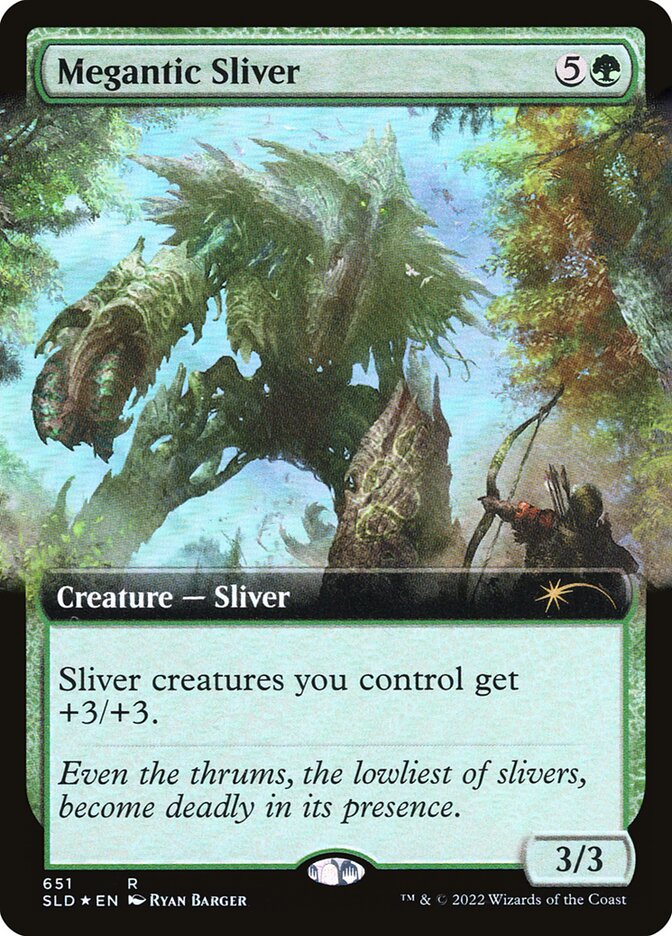 Megantic Sliver 5
Creature — Sliver
Sliver creatures you control get
+3/+3.
Even the thrums, the lowliest of slivers,
become deadly in its presence.
3/3
651 R
SLD ★ EN Ryan Barger ™ & © 2022 Wizards of the Coast